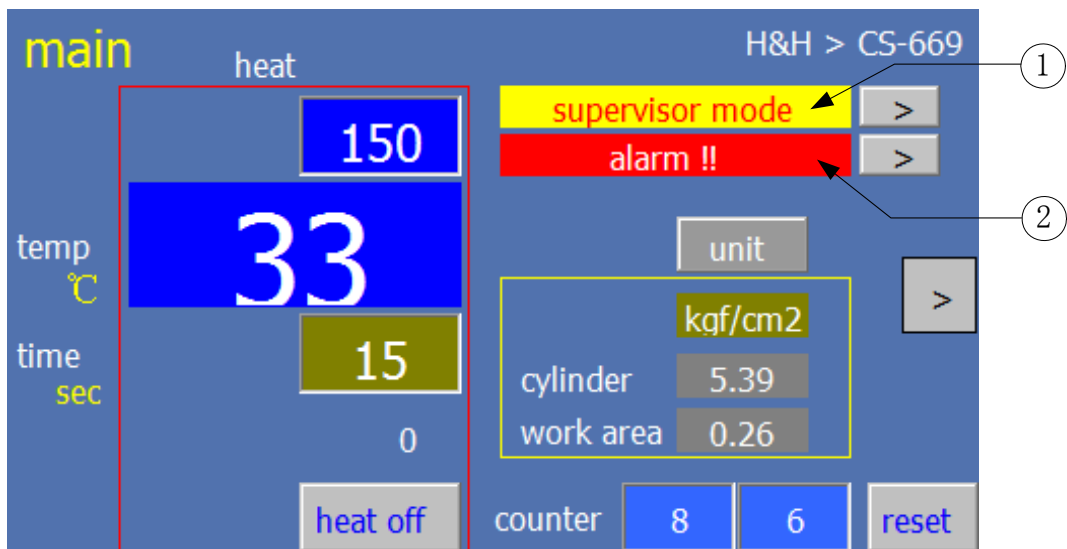 main
heat
H&H > CS-669
1
150
supervisor mode >
alarm !! >
2
33
temp
℃
unit
>
kgf/cm2
time
sec
15
cylinder 5.39
work area 0.26
0
heat off
counter 8 6 reset